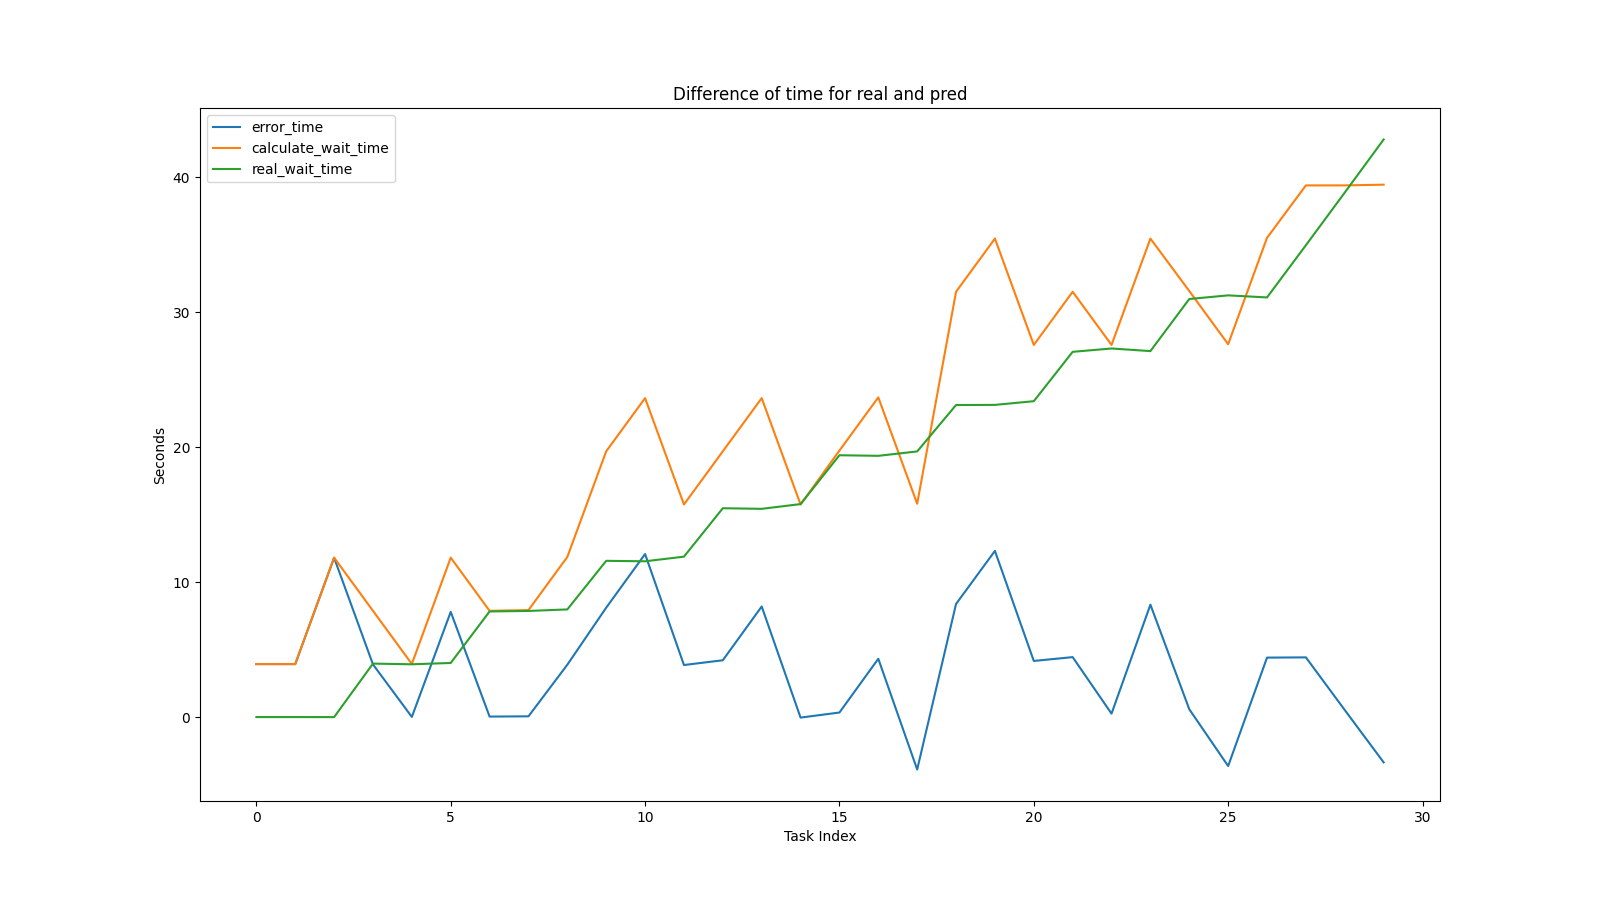 Difference of time for real and pred
error_time
calculate_wait_time
real_wait_time
40
30
20
10
0
Seconds
0 5 10 15 20 25 30
Task Index